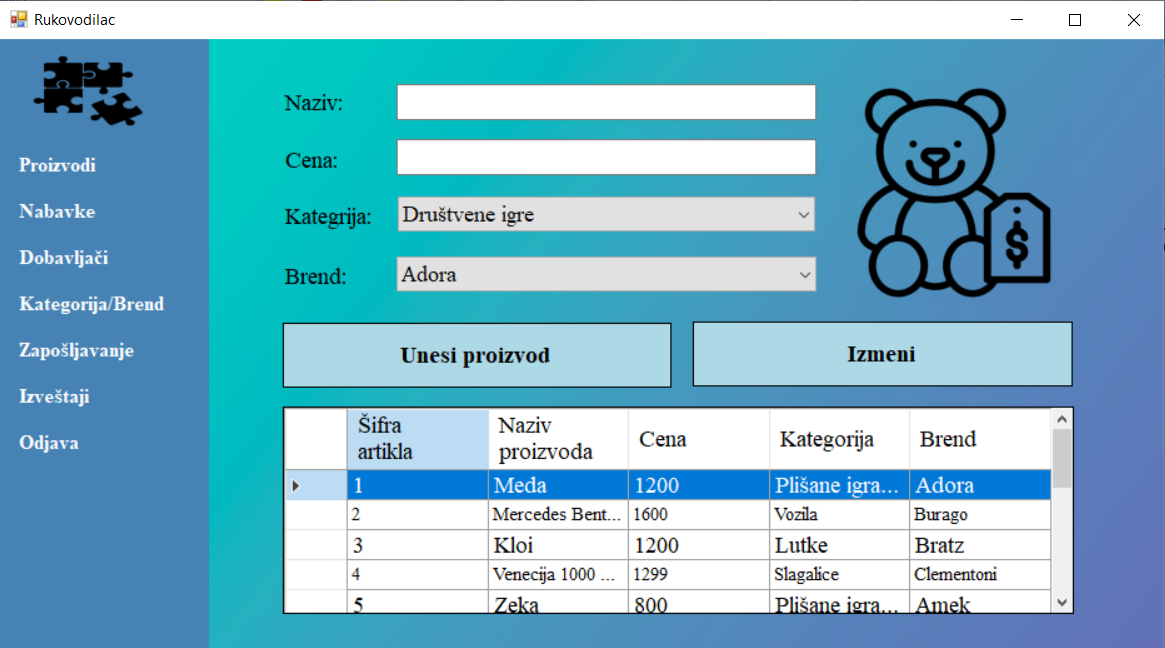 Rukovodilac
Proizvodi
Nabavke
Dobavljači
Kategorija/Brend
Zapošljavanje
Izveštaji
Odjava
Naziv:
Cena:
Kategrija: Društvene igre
Brend: Adora
$
Unesi proizvod Izmeni
Šifra artikla Naziv proizvođa Cena Kategorija Brend
1 Meda 1200 Plišane igra... Adora
2 Mercedes Bent... 1600 Vozila Burago
3 Kloi 1200 Lutke Bratz
4 Venecija 1000 ... 1299 Slagalice Clementoni
5 Zeka 800 Plišane igra... Amek